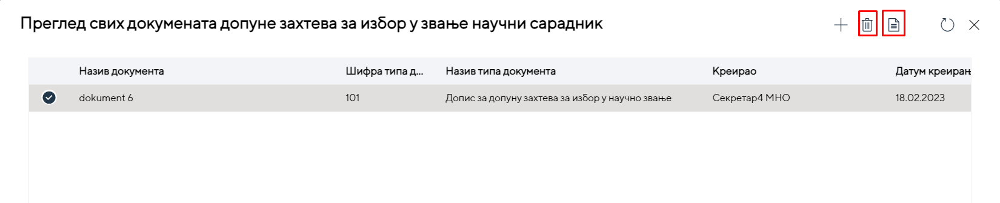 Преглед свих докумената допуне захтева за избор у звање научни сарадник
Назив документа Шифра типа д... Назив типа документа Креирао Датум креирањ
dokument 6 101 Допис за допуну захтева за избор у научно звање Секретар4 МНО 18.02.2023